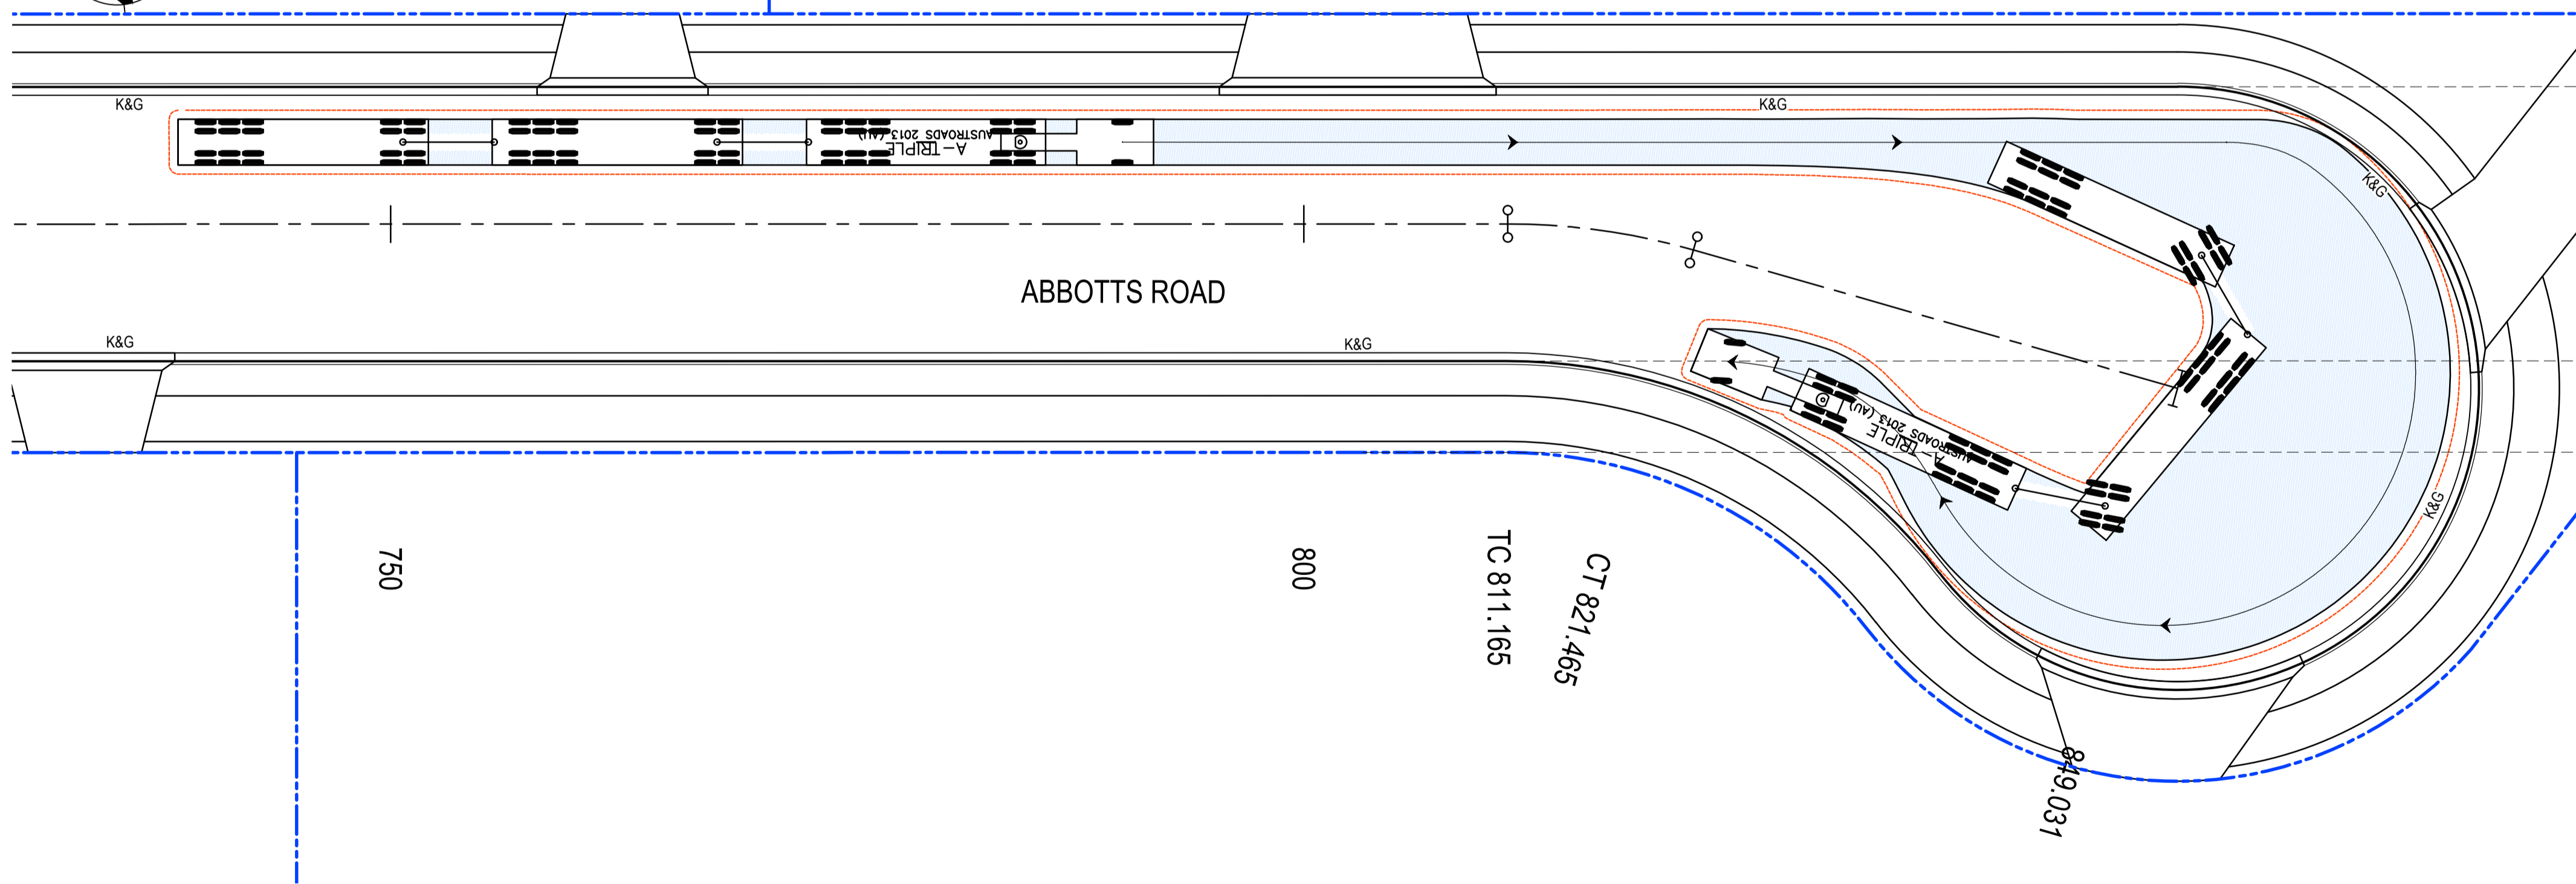 K&G
K&G
A-TRIPLE
AUSTROADS 2013 (AU)
K&G
ABBOTTS ROAD
K&G
K&G
A-TRIPLE
AUSTROADS 2013 (AU)
K&G
750
800
TC 811.165
CT 821.465
849.031